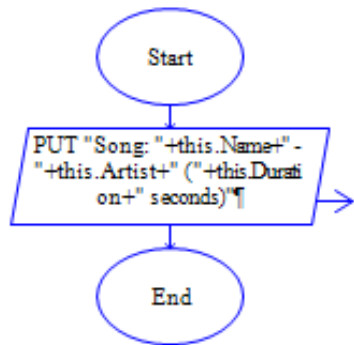 Start
PUT "Song: "+this.Name+" -
"+this.Artist+" ("+this.Durati
on+" seconds)"¶
End